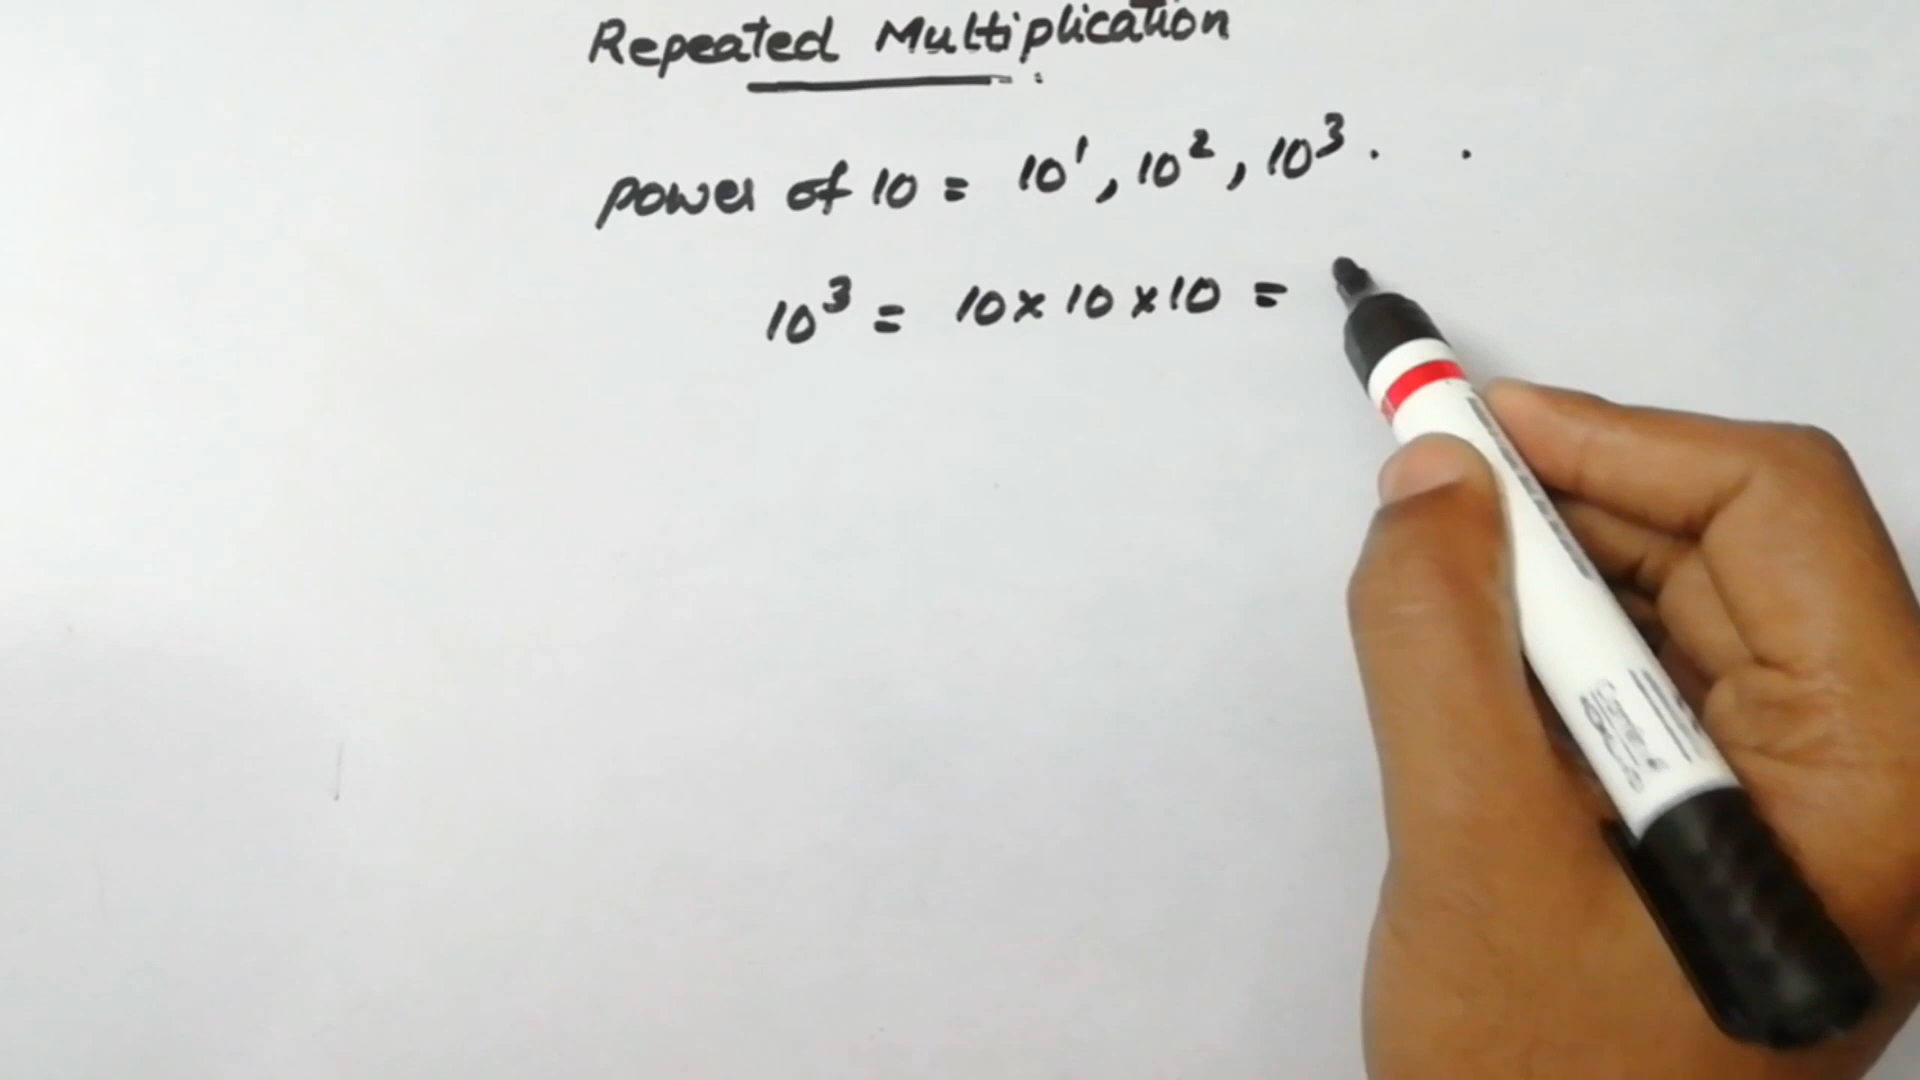 Repeated Multiplication
power of 10 = 10¹, 10², 10³ . .
10³ = 10 × 10 × 10 =